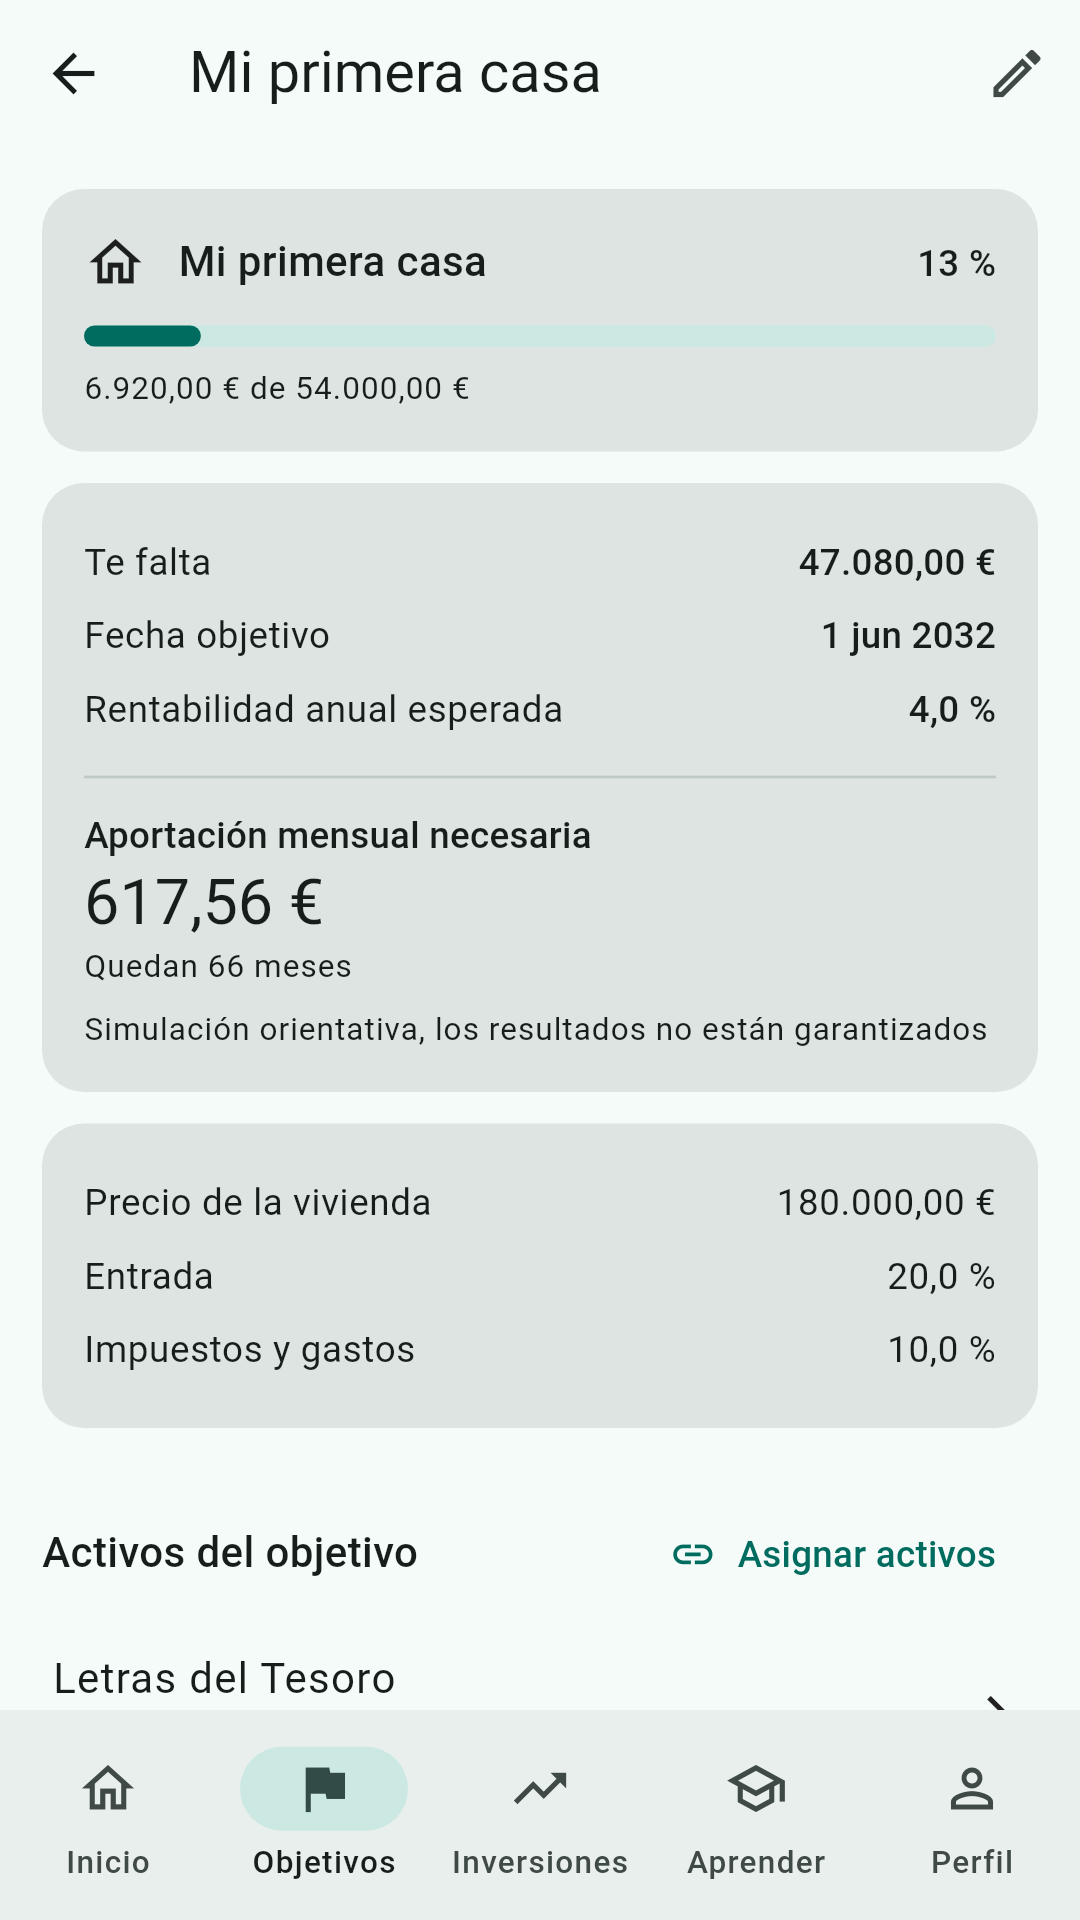 Mi primera casa
Mi primera casa 13 %
6.920,00 € de 54.000,00 €
Te falta 47.080,00 €
Fecha objetivo 1 jun 2032
Rentabilidad anual esperada 4,0 %
Aportación mensual necesaria
617,56 €
Quedan 66 meses
Simulación orientativa, los resultados no están garantizados
Precio de la vivienda 180.000,00 €
Entrada 20,0 %
Impuestos y gastos 10,0 %
Activos del objetivo Asignar activos
Letras del Tesoro
Inicio Objetivos Inversiones Aprender Perfil